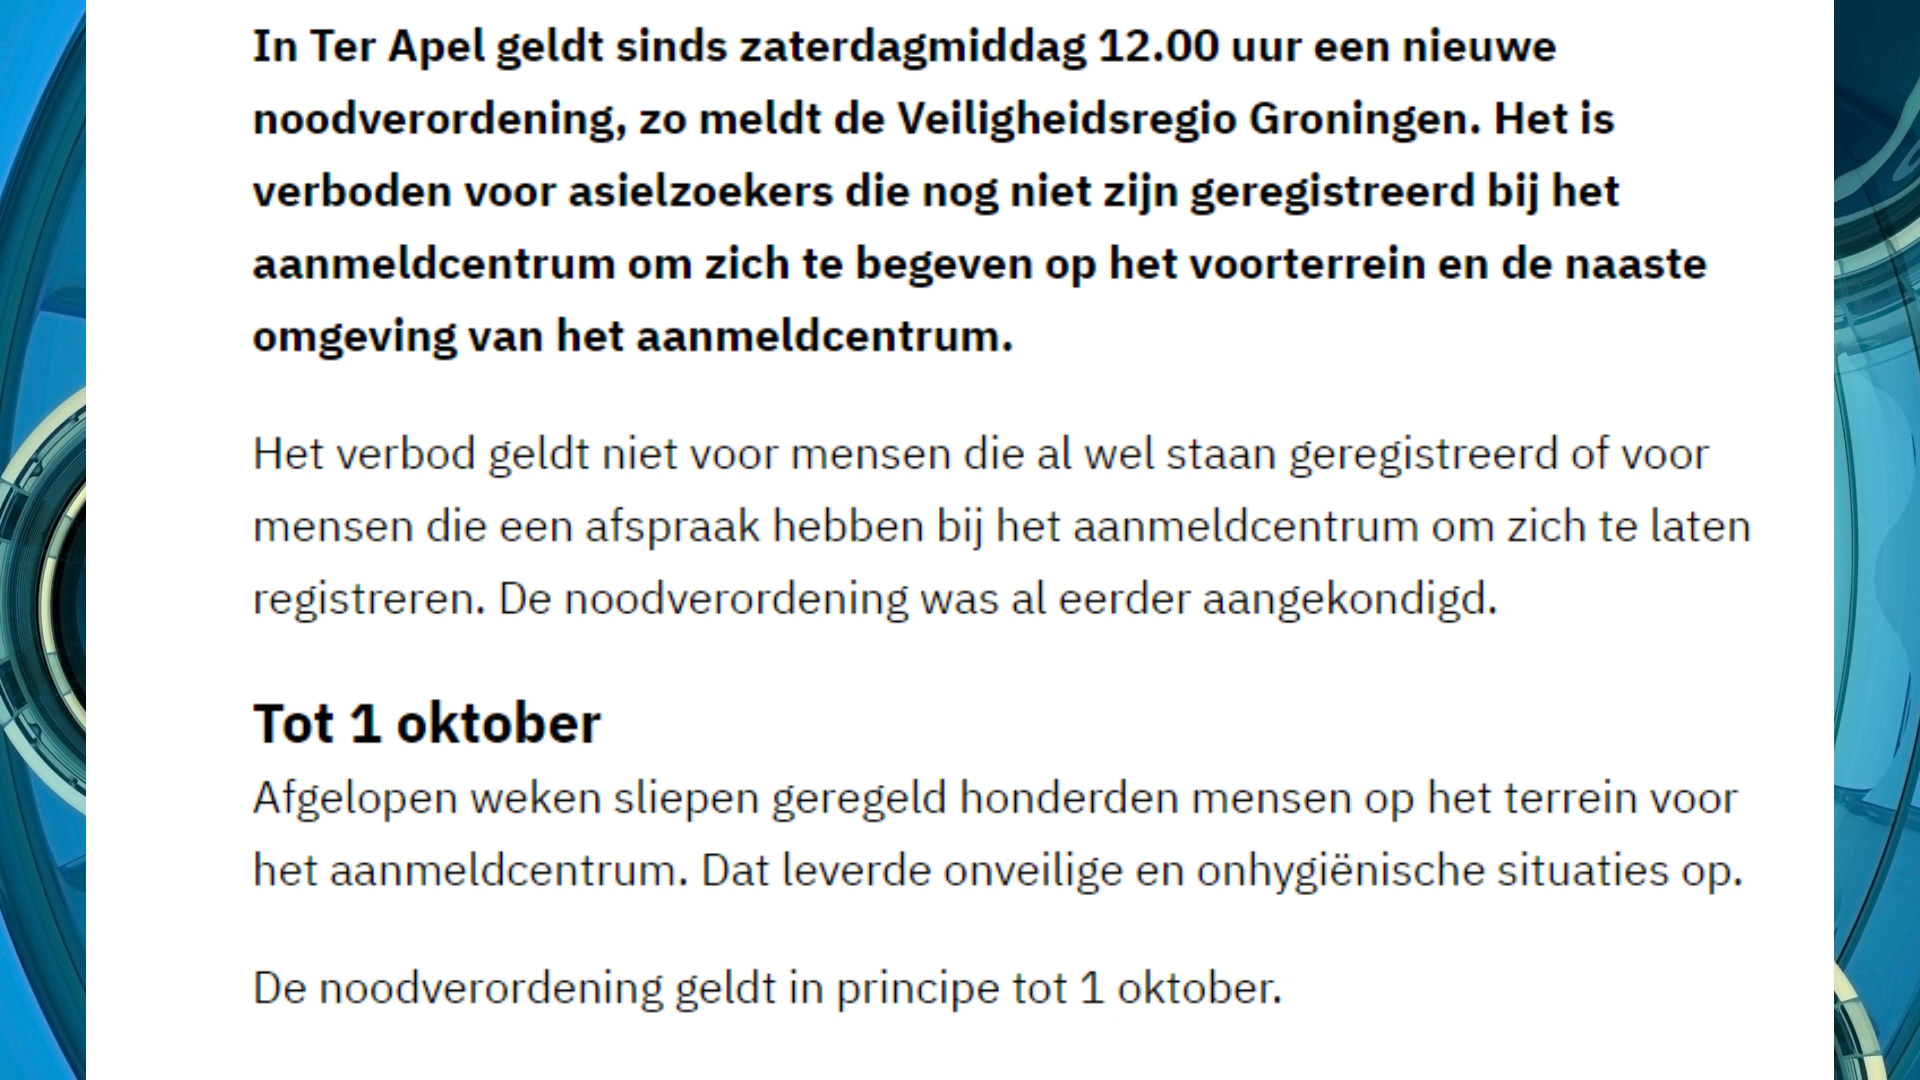 In Ter Apel geldt sinds zaterdagmiddag 12.00 uur een nieuwe
noodverordening, zo meldt de Veiligheidsregio Groningen. Het is
verboden voor asielzoekers die nog niet zijn geregistreerd bij het
aanmeldcentrum om zich te begeven op het voorterrein en de naaste
omgeving van het aanmeldcentrum.
Het verbod geldt niet voor mensen die al wel staan geregistreerd of voor
mensen die een afspraak hebben bij het aanmeldcentrum om zich te laten
registreren. De noodverordening was al eerder aangekondigd.
Tot 1 oktober
Afgelopen weken sliepen geregeld honderden mensen op het terrein voor
het aanmeldcentrum. Dat leverde onveilige en onhygiënische situaties op.
De noodverordening geldt in principe tot 1 oktober.